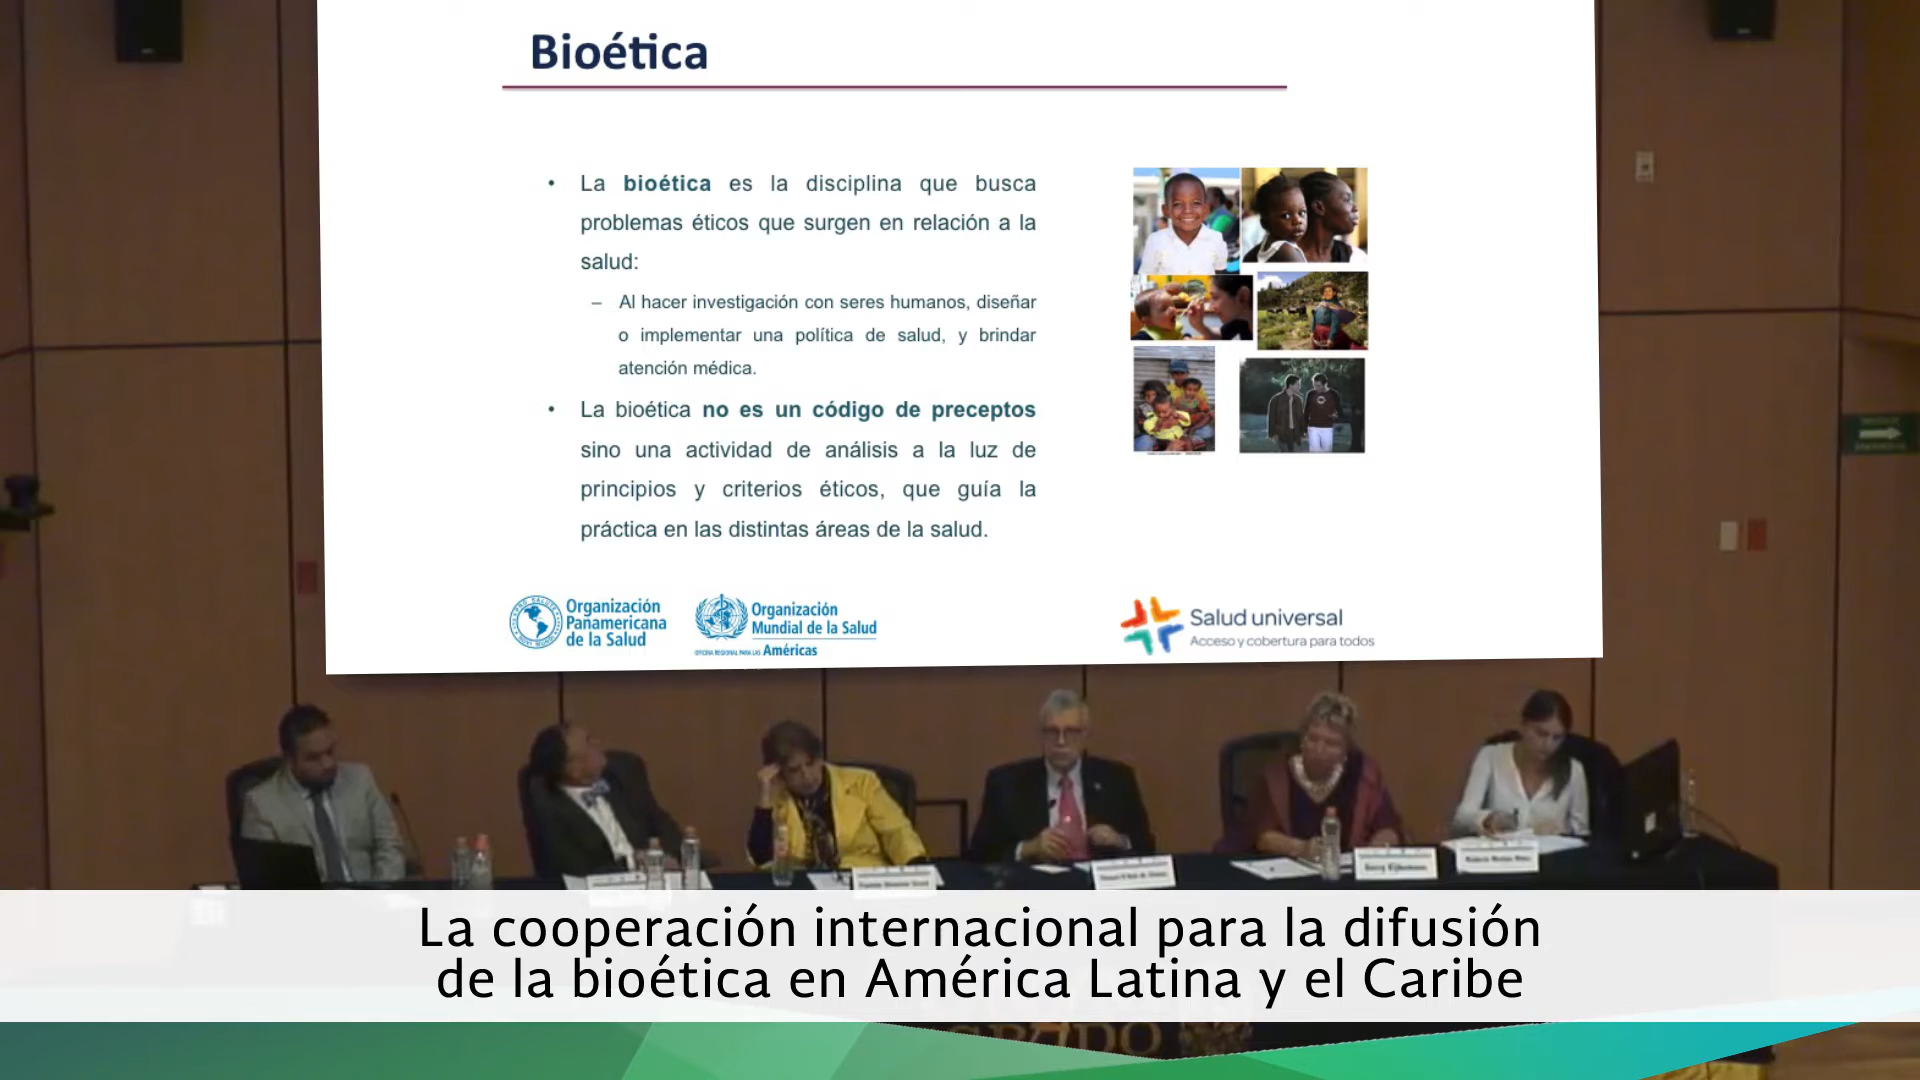 Bioética
• La bioética es la disciplina que busca
problemas éticos que surgen en relación a la
salud:
– Al hacer investigación con seres humanos, diseñar
o implementar una política de salud, y brindar
atención médica.
• La bioética no es un código de preceptos
sino una actividad de análisis a la luz de
principios y criterios éticos, que guía la
práctica en las distintas áreas de la salud.
Organización
Panamericana
de la Salud
Organización
Mundial de la Salud
OFICINA REGIONAL PARA LAS Américas
Salud universal
Acceso y cobertura para todos
La cooperación internacional para la difusión
de la bioética en América Latina y el Caribe